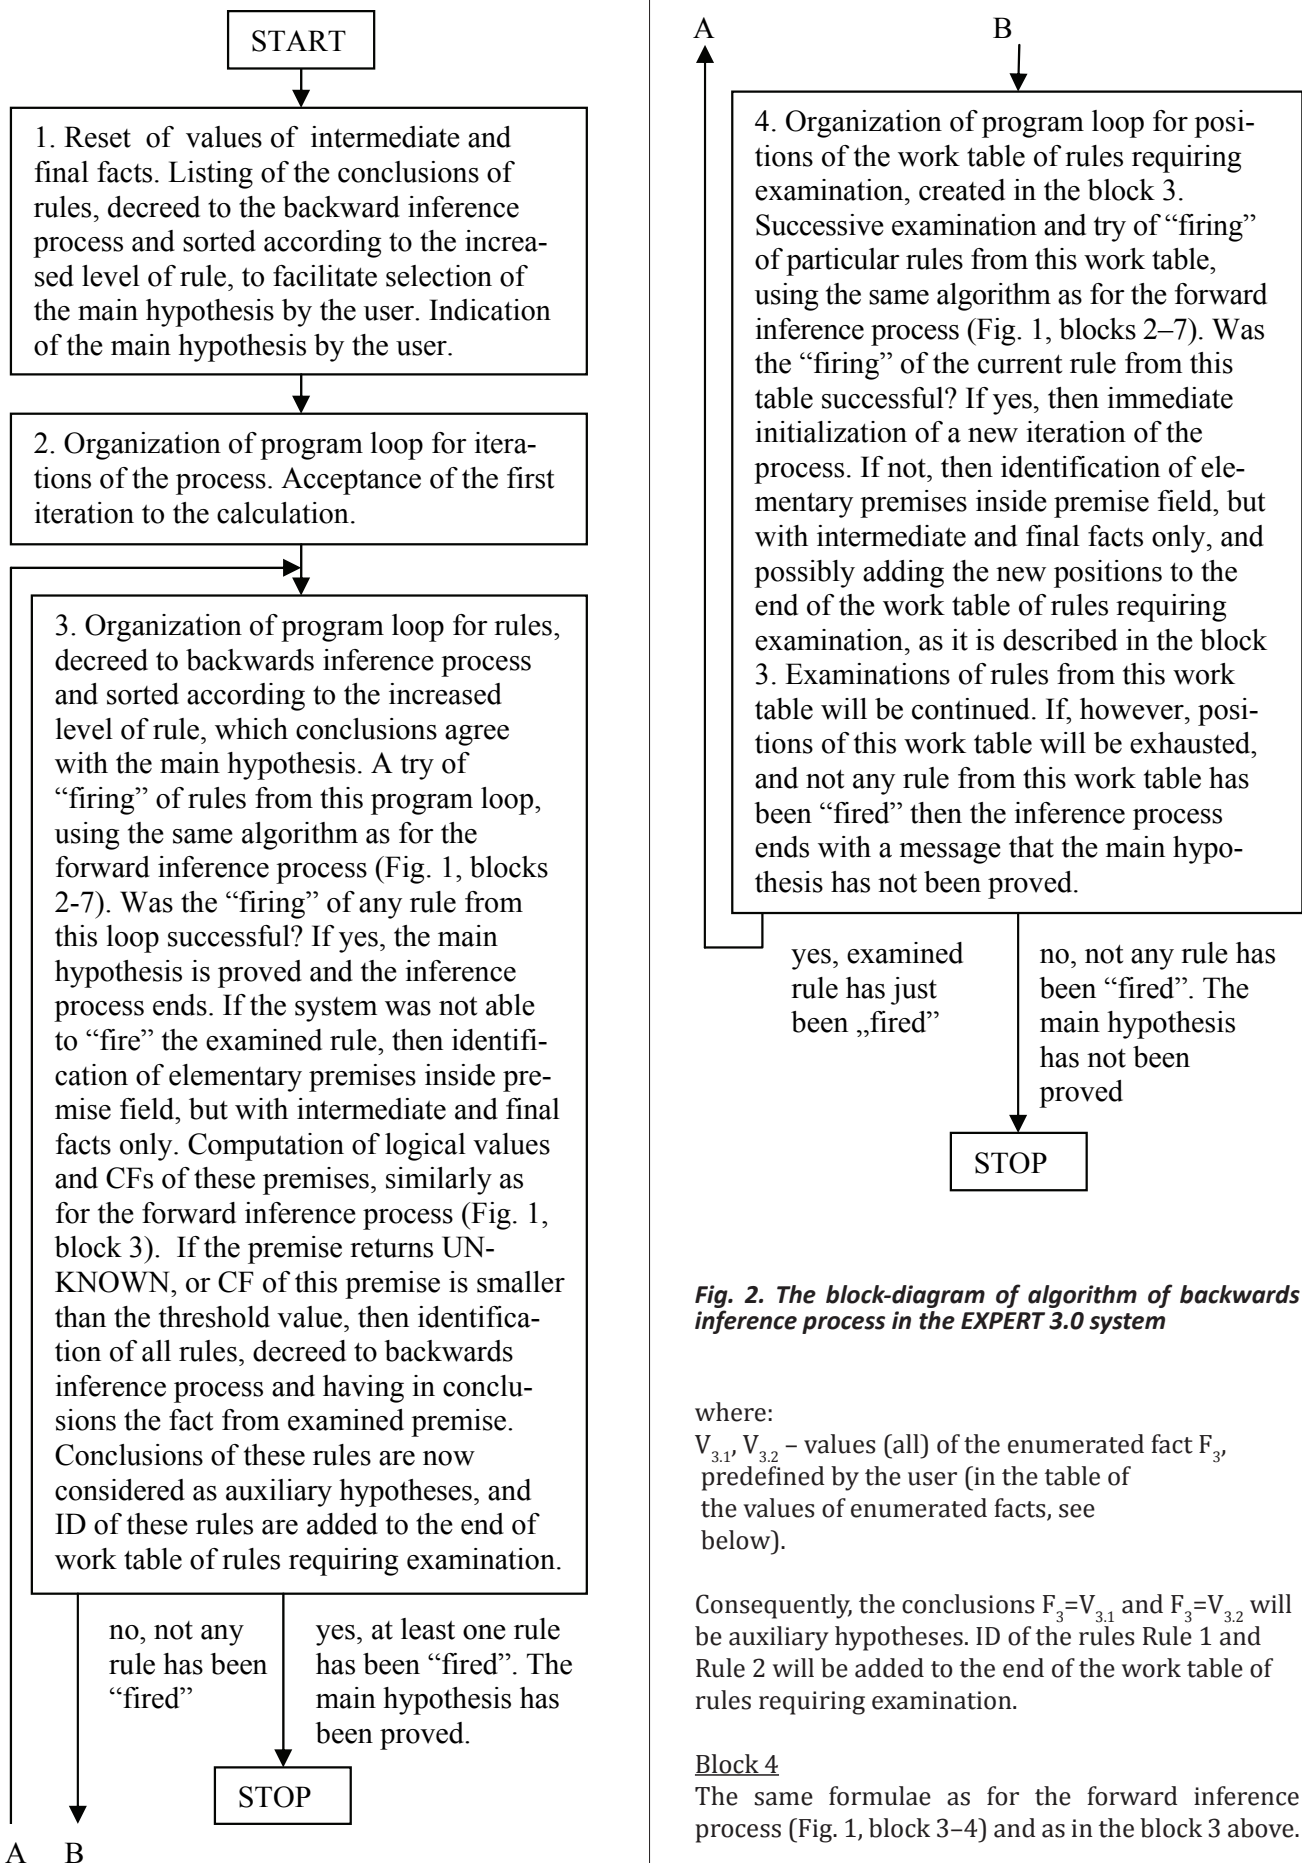 START
1. Reset of values of intermediate and
final facts. Listing of the conclusions of
rules, decreed to the backward inference
process and sorted according to the increa-
sed level of rule, to facilitate selection of
the main hypothesis by the user. Indication
of the main hypothesis by the user.
2. Organization of program loop for itera-
tions of the process. Acceptance of the first
iteration to the calculation.
3. Organization of program loop for rules,
decreed to backwards inference process
and sorted according to the increased
level of rule, which conclusions agree
with the main hypothesis. A try of
“firing” of rules from this program loop,
using the same algorithm as for the
forward inference process (Fig. 1, blocks
2-7). Was the “firing” of any rule from
this loop successful? If yes, the main
hypothesis is proved and the inference
process ends. If the system was not able
to “fire” the examined rule, then identifi-
cation of elementary premises inside pre-
mise field, but with intermediate and final
facts only. Computation of logical values
and CFs of these premises, similarly as
for the forward inference process (Fig. 1,
block 3). If the premise returns UN-
KNOWN, or CF of this premise is smaller
than the threshold value, then identifica-
tion of all rules, decreed to backwards
inference process and having in conclu-
sions the fact from examined premise.
Conclusions of these rules are now
considered as auxiliary hypotheses, and
ID of these rules are added to the end of
work table of rules requiring examination.
no, not any
rule has been
“fired”
yes, at least one rule
has been “fired”. The
main hypothesis has
been proved.
STOP
A B
A B
4. Organization of program loop for posi-
tions of the work table of rules requiring
examination, created in the block 3.
Successive examination and try of “firing”
of particular rules from this work table,
using the same algorithm as for the forward
inference process (Fig. 1, blocks 2–7). Was
the “firing” of the current rule from this
table successful? If yes, then immediate
initialization of a new iteration of the
process. If not, then identification of ele-
mentary premises inside premise field, but
with intermediate and final facts only, and
possibly adding the new positions to the
end of the work table of rules requiring
examination, as it is described in the block
3. Examinations of rules from this work
table will be continued. If, however, posi-
tions of this work table will be exhausted,
and not any rule from this work table has
been “fired” then the inference process
ends with a message that the main hypo-
thesis has not been proved.
yes, examined
rule has just
been „fired”
no, not any rule has
been “fired”. The
main hypothesis
has not been
proved
STOP
Fig. 2. The block-diagram of algorithm of backwards
inference process in the EXPERT 3.0 system
where:
V3.1, V3.2 – values (all) of the enumerated fact F3,
predefined by the user (in the table of
the values of enumerated facts, see
below).
Consequently, the conclusions F3=V3.1 and F3=V3.2 will
be auxiliary hypotheses. ID of the rules Rule 1 and
Rule 2 will be added to the end of the work table of
rules requiring examination.
Block 4
The same formulae as for the forward inference
process (Fig. 1, block 3–4) and as in the block 3 above.